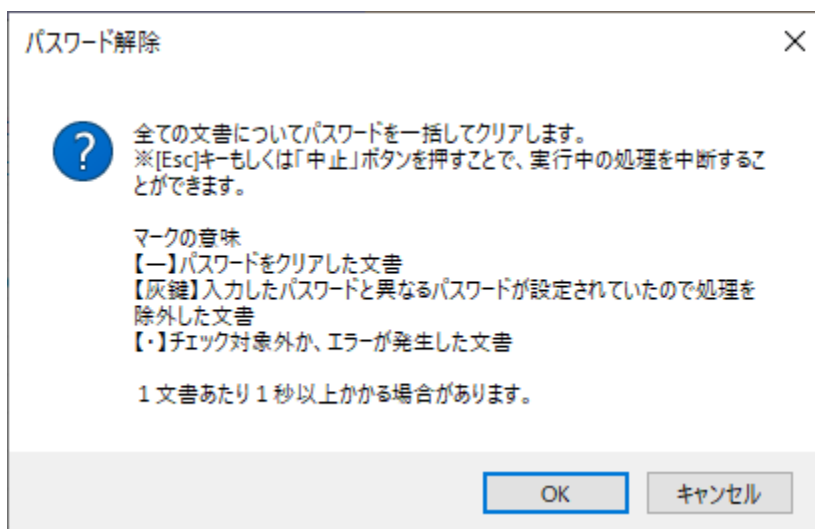 パスワード解除
全ての文書についてパスワードを一括してクリアします。
※[Esc]キーもしくは「中止」ボタンを押すことで、実行中の処理を中断するこ
とができます。
マークの意味
【―】パスワードをクリアした文書
【灰鍵】入力したパスワードと異なるパスワードが設定されていたので処理を
除外した文書
【・】チェック対象外か、エラーが発生した文書
１文書あたり１秒以上かかる場合があります。
OK
キャンセル